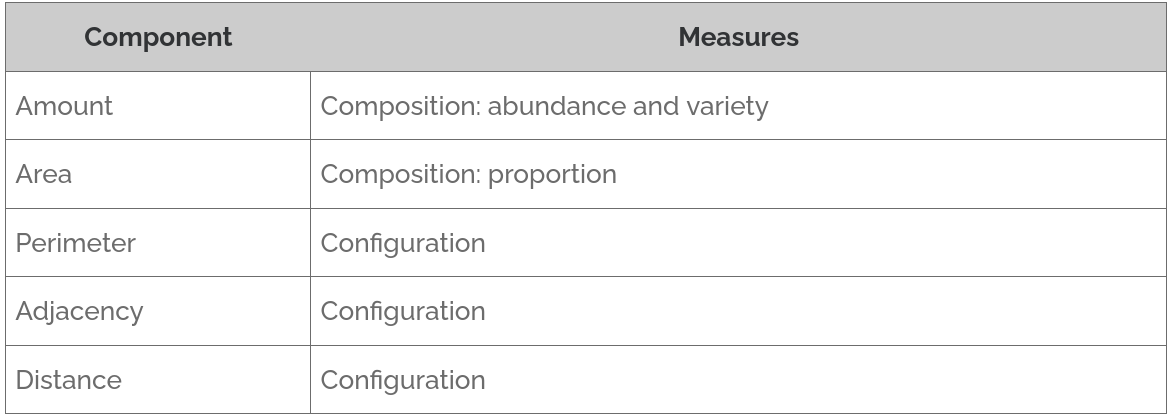 Component Measures
Amount Composition: abundance and variety
Area Composition: proportion
Perimeter Configuration
Adjacency Configuration
Distance Configuration